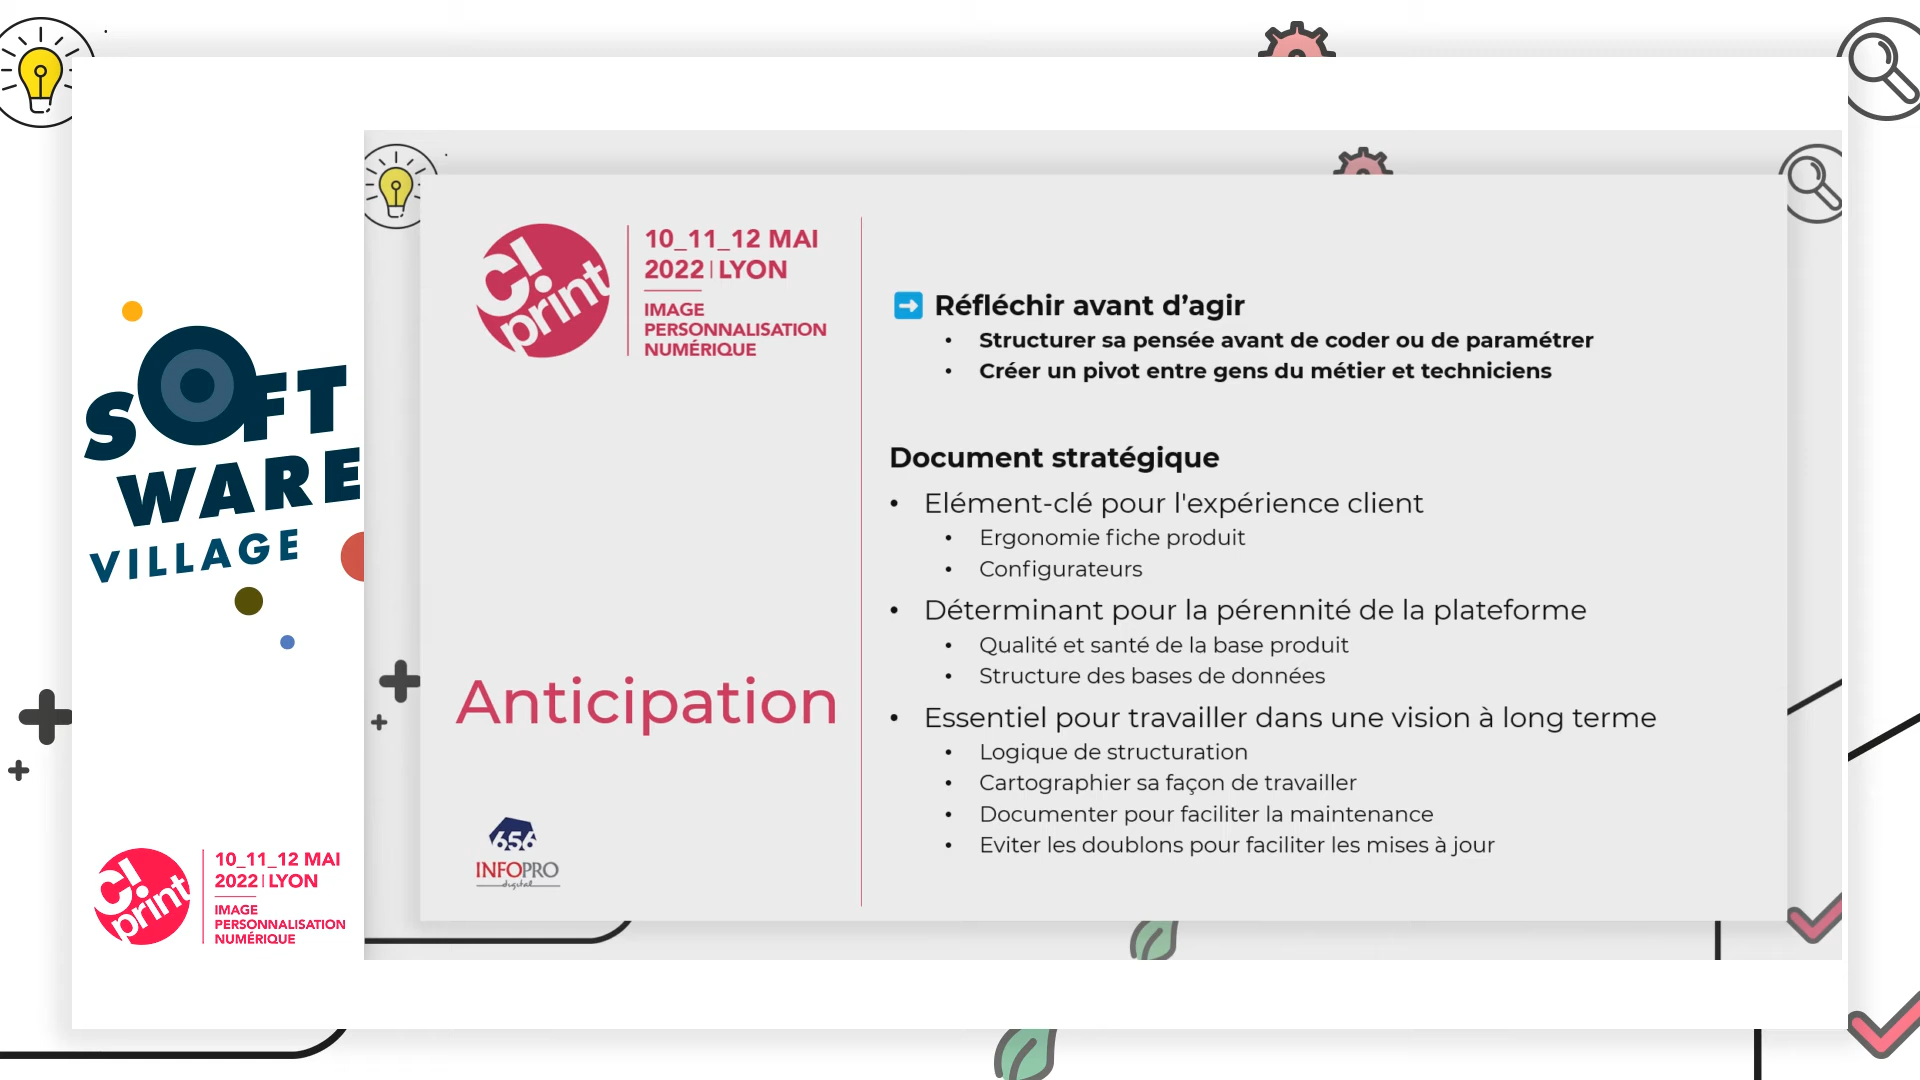 SOFT
WARE
VILLAGE
C!print
10_11_12 MAI
2022 | LYON
IMAGE
PERSONNALISATION
NUMÉRIQUE
C!print
10_11_12 MAI
2022 | LYON
IMAGE
PERSONNALISATION
NUMÉRIQUE
Anticipation
656
INFOPRO
digital
➡ Réfléchir avant d’agir
• Structurer sa pensée avant de coder ou de paramétrer
• Créer un pivot entre gens du métier et techniciens
Document stratégique
• Elément-clé pour l'expérience client
• Ergonomie fiche produit
• Configurateurs
• Déterminant pour la pérennité de la plateforme
• Qualité et santé de la base produit
• Structure des bases de données
• Essentiel pour travailler dans une vision à long terme
• Logique de structuration
• Cartographier sa façon de travailler
• Documenter pour faciliter la maintenance
• Eviter les doublons pour faciliter les mises à jour